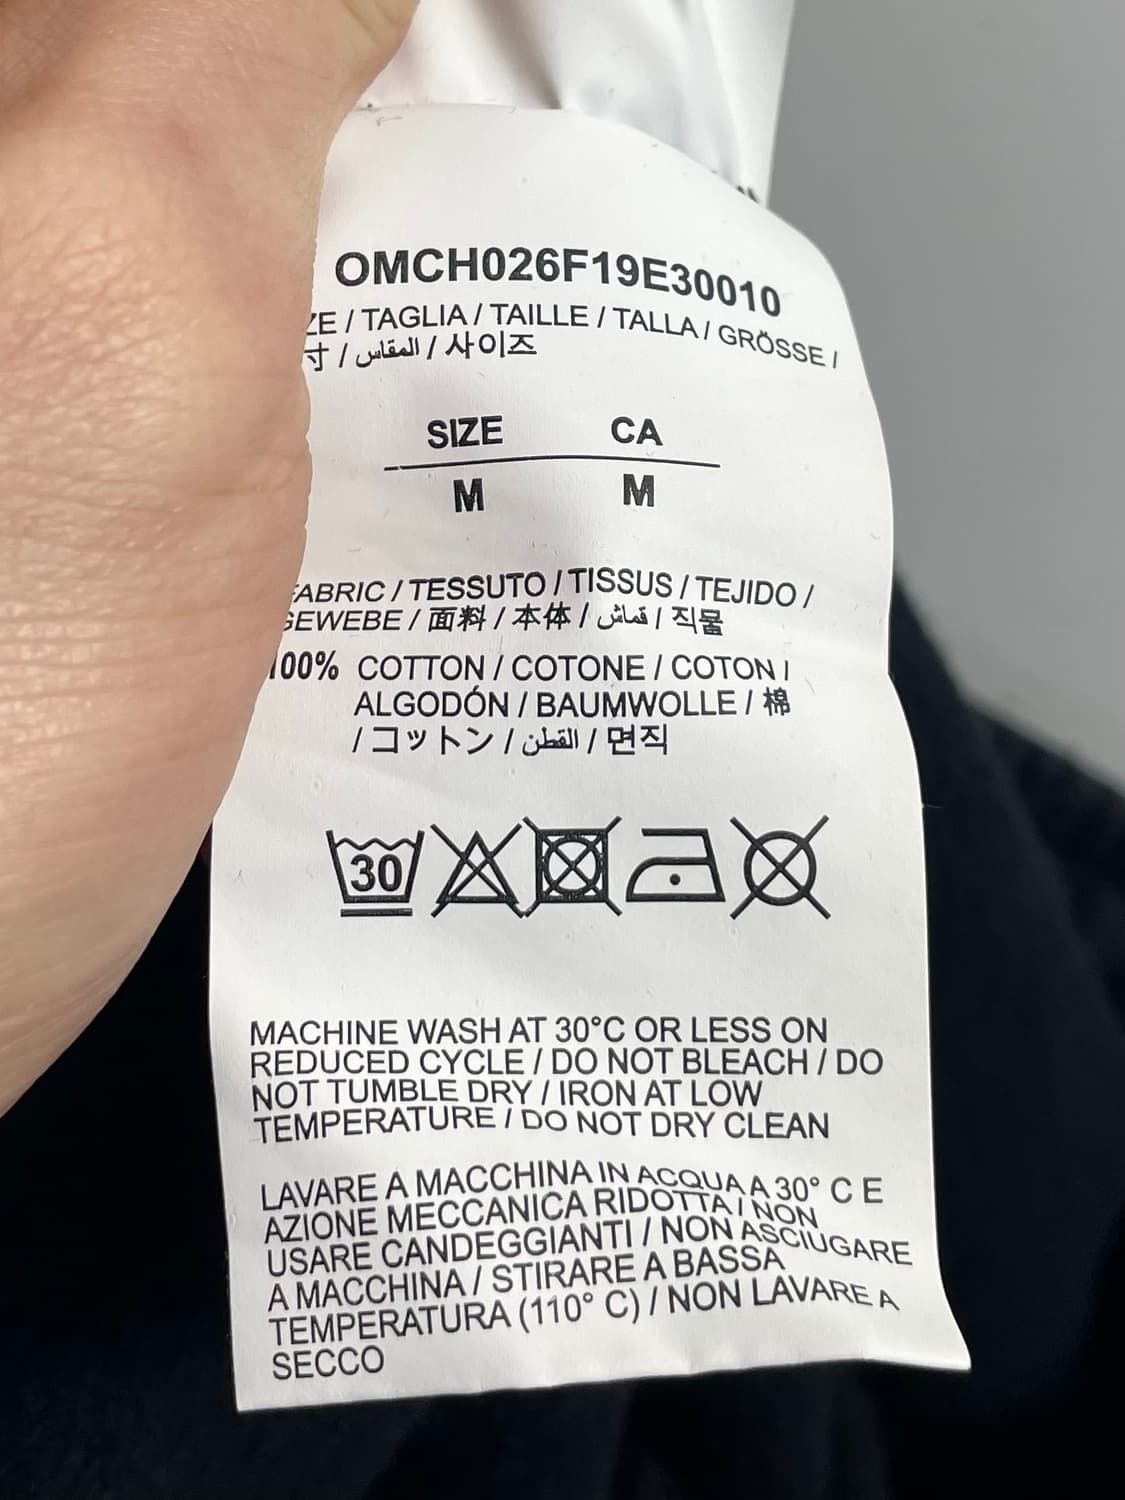 OMCH026F19E30010
/ TAGLIA / TAILLE / TALLA / GRÖSSE /
寸 / المقاس / 사이즈
SIZE CA
M M
/ TESSUTO / TISSUS / TEJIDO /
/ 面料 / 本体 / قماش / 직물
100% COTTON / COTONE / COTON /
ALGODÓN / BAUMWOLLE / 棉
/ コットン / القطن / 면직
30
MACHINE WASH AT 30°C OR LESS ON
REDUCED CYCLE / DO NOT BLEACH / DO
NOT TUMBLE DRY / IRON AT LOW
TEMPERATURE / DO NOT DRY CLEAN
LAVARE A MACCHINA IN ACQUA A 30° C E
AZIONE MECCANICA RIDOTTA / NON
USARE CANDEGGIANTI / NON ASCIUGARE
A MACCHINA / STIRARE A BASSA
TEMPERATURA (110° C) / NON LAVARE A
SECCO